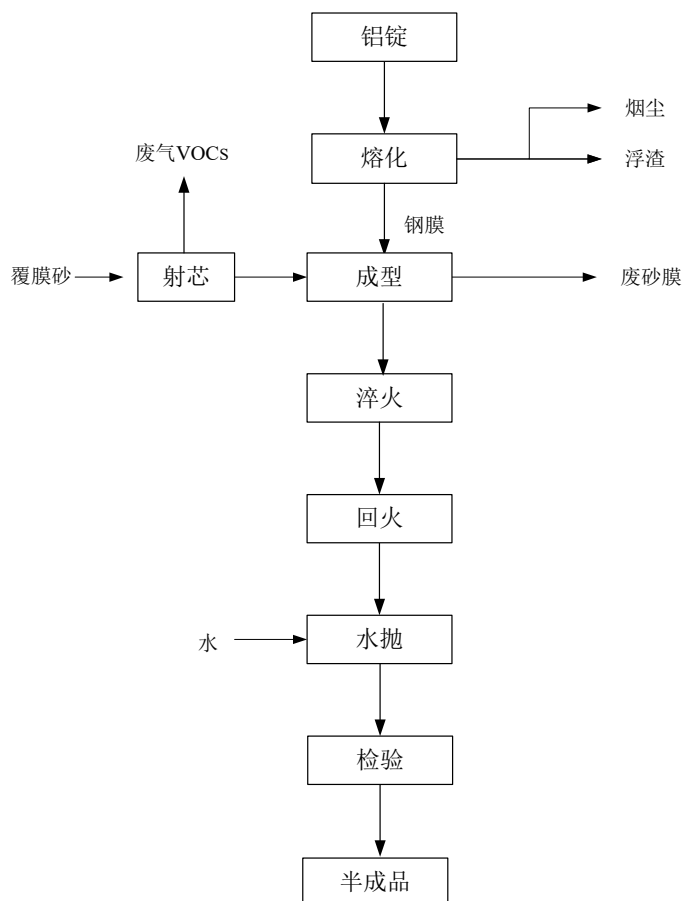 铝锭
烟尘
废气VOCs
熔化
浮渣
钢膜
覆膜砂
射芯
成型
废砂膜
淬火
回火
水
水抛
检验
半成品